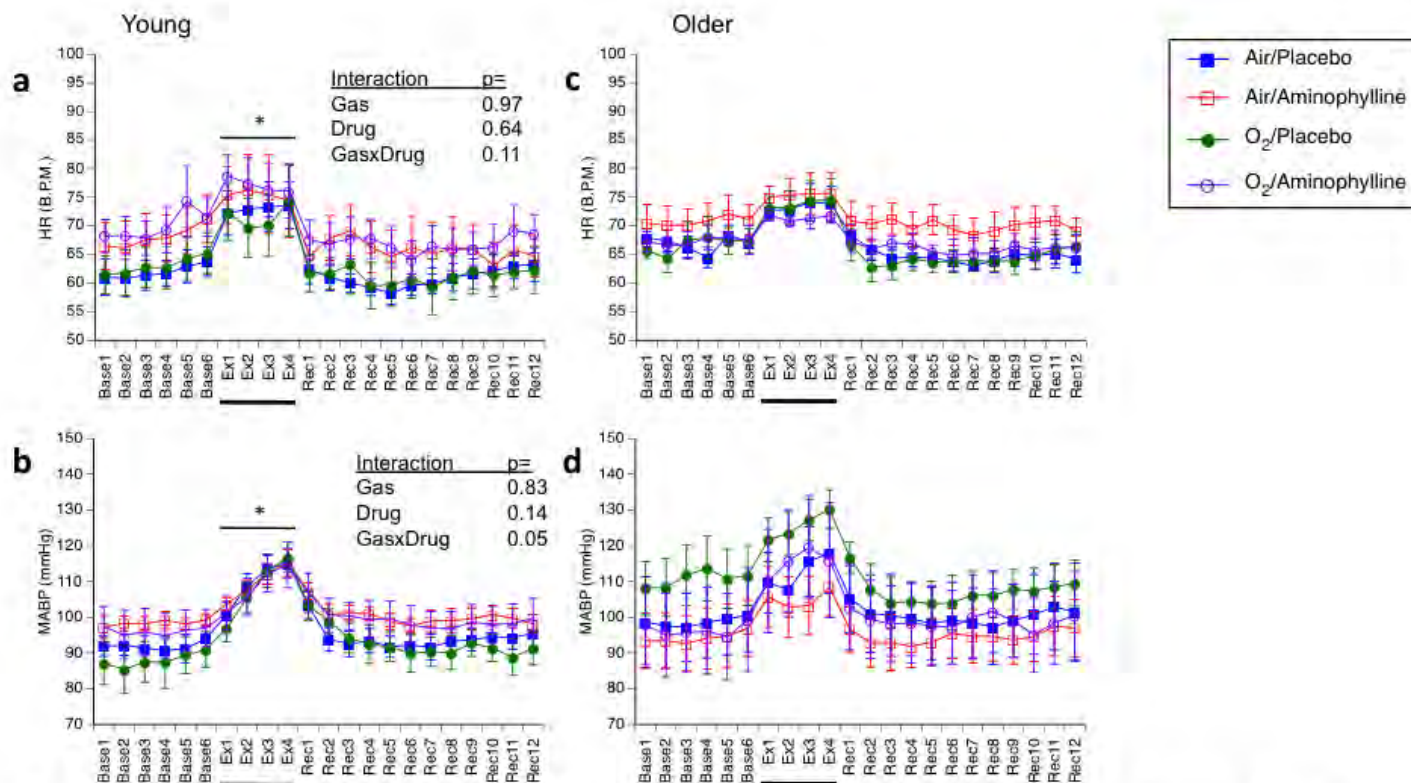 Young
Older
a
100
95
90
85
80
75
70
65
60
55
50
HR (B.P.M.)
Interaction p=
Gas 0.97
Drug 0.64
GasxDrug 0.11
*
Base1 Base2 Base3 Base4 Base5 Base6 Ex1 Ex2 Ex3 Ex4 Rec1 Rec2 Rec3 Rec4 Rec5 Rec6 Rec7 Rec8 Rec9 Rec10 Rec11 Rec12
c
100
95
90
85
80
75
70
65
60
55
50
HR (B.P.M.)
Base1 Base2 Base3 Base4 Base5 Base6 Ex1 Ex2 Ex3 Ex4 Rec1 Rec2 Rec3 Rec4 Rec5 Rec6 Rec7 Rec8 Rec9 Rec10 Rec11 Rec12
Air/Placebo
Air/Aminophylline
O2/Placebo
O2/Aminophylline
b
150
140
130
120
110
100
90
80
70
MABP (mmHg)
Interaction p=
Gas 0.83
Drug 0.14
GasxDrug 0.05
*
Base1 Base2 Base3 Base4 Base5 Base6 Ex1 Ex2 Ex3 Ex4 Rec1 Rec2 Rec3 Rec4 Rec5 Rec6 Rec7 Rec8 Rec9 Rec10 Rec11 Rec12
d
150
140
130
120
110
100
90
80
70
MABP (mmHg)
Base1 Base2 Base3 Base4 Base5 Base6 Ex1 Ex2 Ex3 Ex4 Rec1 Rec2 Rec3 Rec4 Rec5 Rec6 Rec7 Rec8 Rec9 Rec10 Rec11 Rec12